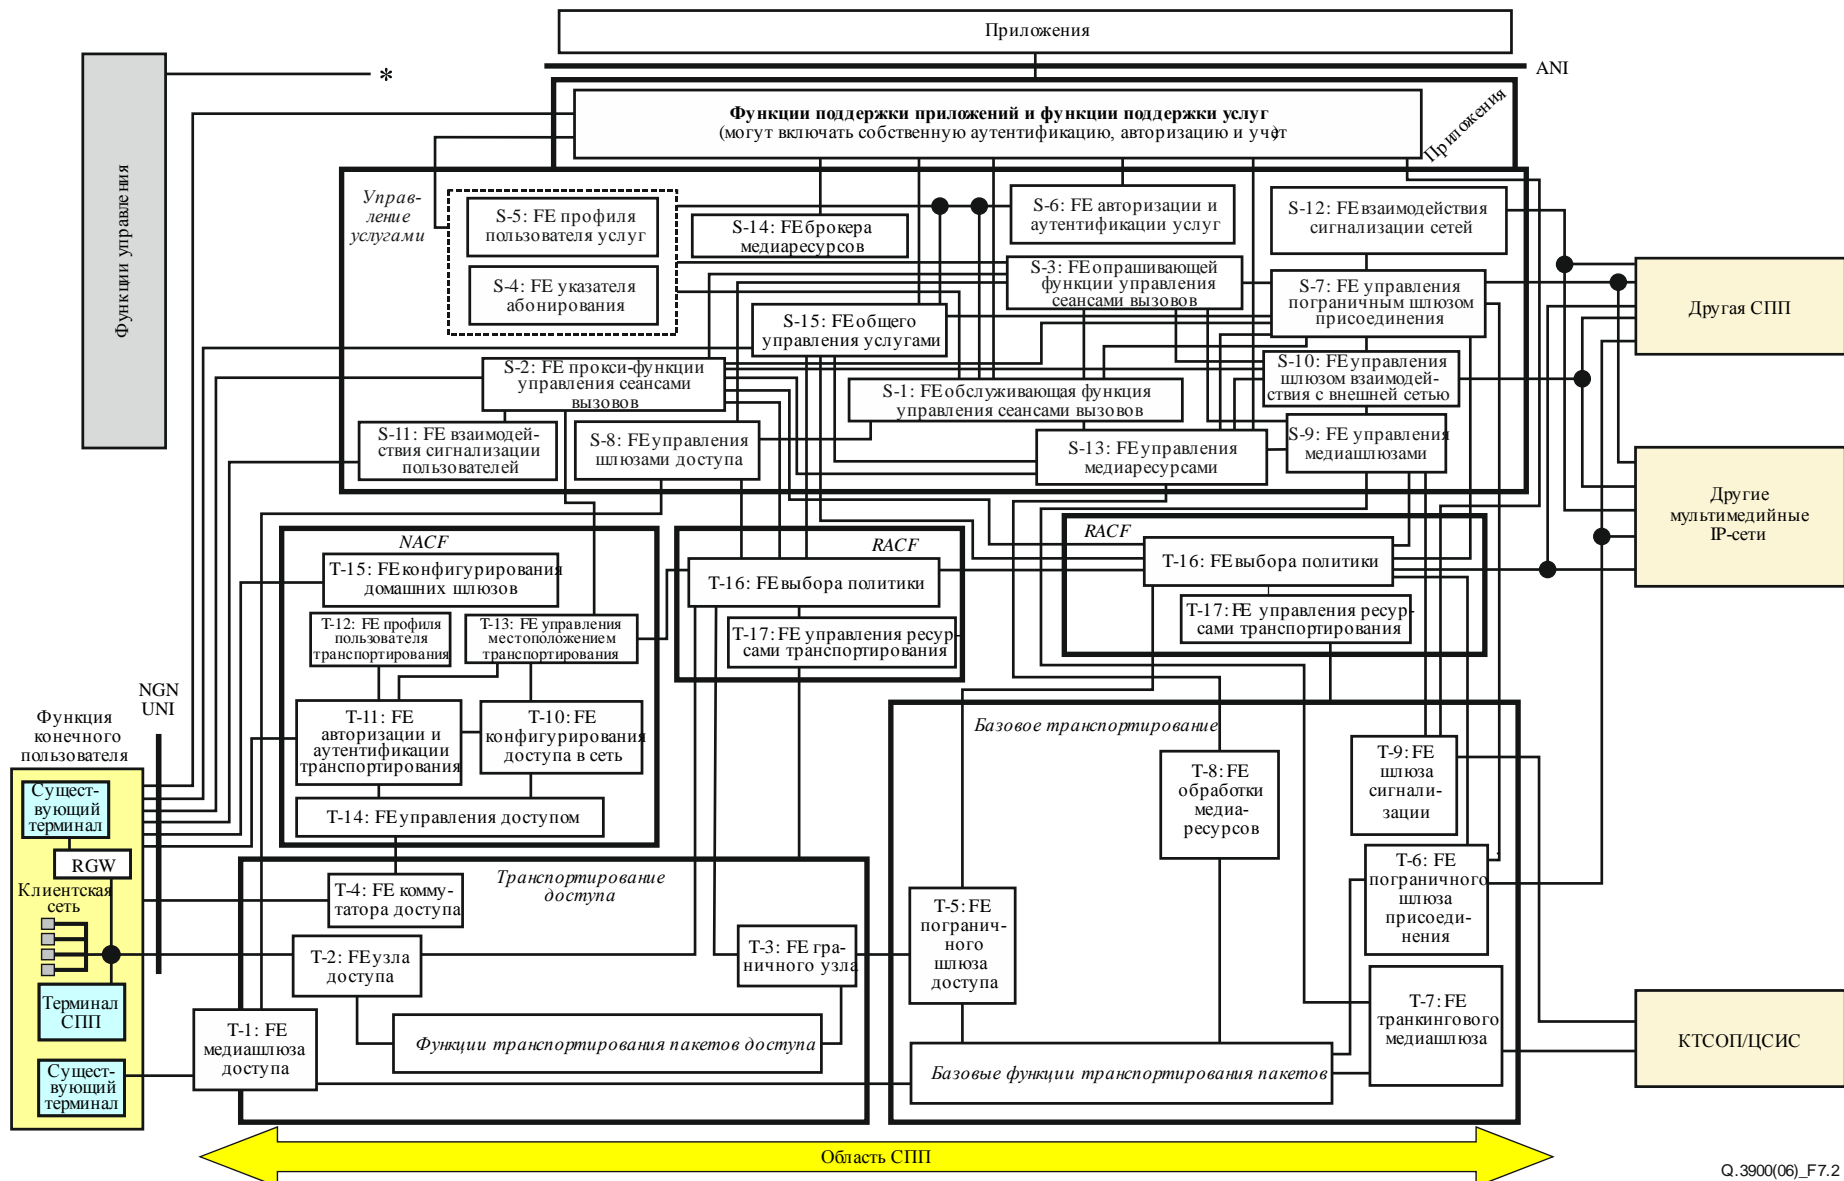 Приложения
*
ANI
Функции поддержки приложений и функции поддержки услуг
(могут включать собственную аутентификацию, авторизацию и учёт)
Приложения
Функции управления
Управ-
ление
услугами
S-5: FE профиля
пользователя услуг
S-4: FE указателя
абонирования
S-14: FE брокера
медиаресурсов
S-6: FE авторизации и
аутентификации услуг
S-12: FE взаимодействия
сигнализации сетей
S-3: FE опрашивающей
функции управления
сеансами вызовов
S-7: FE управления
пограничным шлюзом
присоединения
S-15: FE общего
управления услугами
S-2: FE прокси-функции
управления сеансами
вызовов
S-1: FE обслуживающая функция
управления сеансами вызовов
S-10: FE управления
шлюзом взаимодей-
ствия с внешней сетью
S-11: FE взаимодей-
ствия сигнализации
пользователей
S-8: FE управления
шлюзами доступа
S-13: FE управления
медиаресурсами
S-9: FE управления
медиашлюзами
Другая СПП
Другие
мультимедийные
IP-сети
КТСОП/ЦСИС
NACF
T-15: FE конфигурирования
домашних шлюзов
T-12: FE профиля
пользователя
транспортирования
T-13: FE управления
местоположением
транспортирования
T-11: FE
авторизации и
аутентификации
транспортирования
T-10: FE
конфигурирования
доступа в сеть
T-14: FE управления доступом
RACF
T-16: FE выбора политики
T-17: FE управления ресур-
сами транспортирования
RACF
T-16: FE выбора политики
T-17: FE управления ресур-
сами транспортирования
NGN
UNI
Функция
конечного
пользователя
Сущест-
вующий
терминал
RGW
Клиентская
сеть
Терминал
СПП
Сущест-
вующий
терминал
Транспортирование
доступа
T-4: FE комму-
татора доступа
T-2: FE узла
доступа
T-3: FE гра-
ничного узла
T-1: FE
медиашлюза
доступа
Функции транспортирования пакетов доступа
Базовое транспортирование
T-5: FE
погранич-
ного
шлюза
доступа
T-8: FE
обработки
медиа-
ресурсов
T-9: FE
шлюза
сигнали-
зации
T-6: FE
пограничного
шлюза
присоеди-
нения
T-7: FE
транкингового
медиашлюза
Базовые функции транспортирования пакетов
Область СПП
Q.3900(06)_F7.2